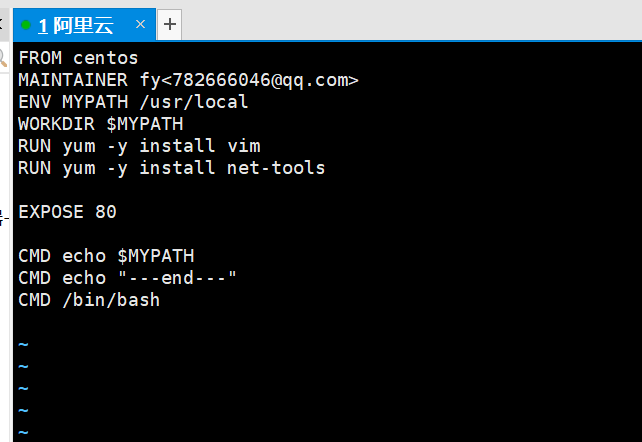 1 阿里云 × +
FROM centos
MAINTAINER fy<782666046@qq.com>
ENV MYPATH /usr/local
WORKDIR $MYPATH
RUN yum -y install vim
RUN yum -y install net-tools
EXPOSE 80
CMD echo $MYPATH
CMD echo "---end---"
CMD /bin/bash
~
~
~
~
~